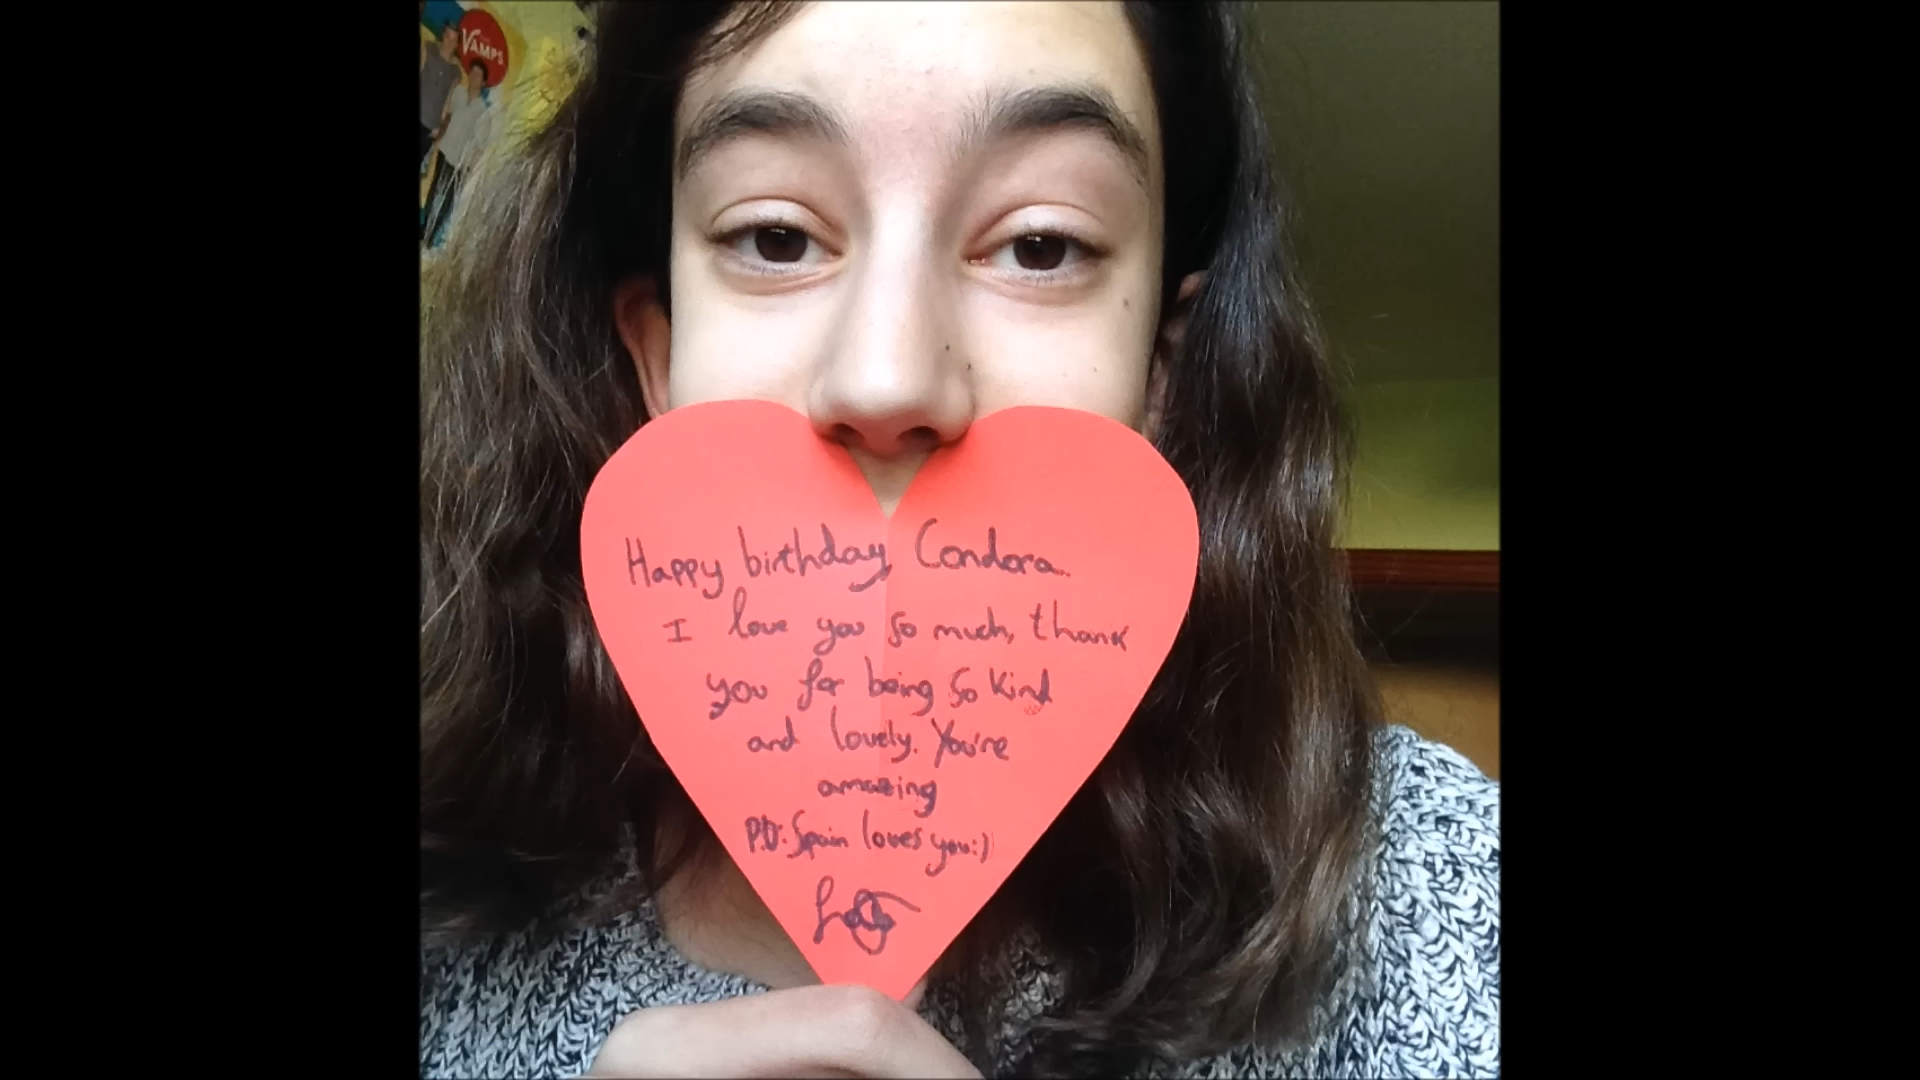 VAMPS
Happy birthday, Condora.
I love you so much, thank
you for being so kind
and lovely. You're
amazing
P.D: Spain loves you:)